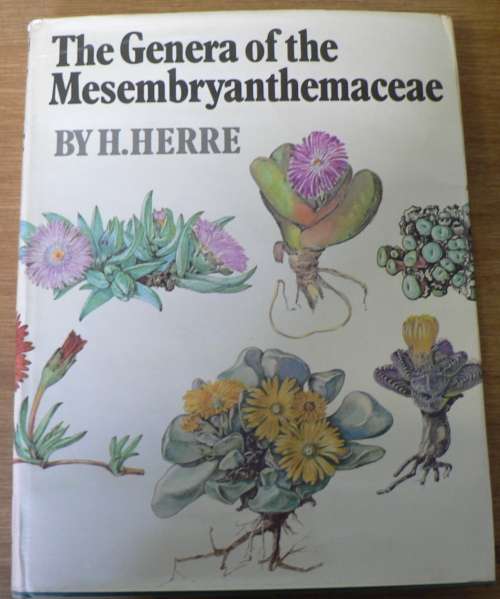 The Genera of the
Mesembryanthemaceae
BY H.HERRE